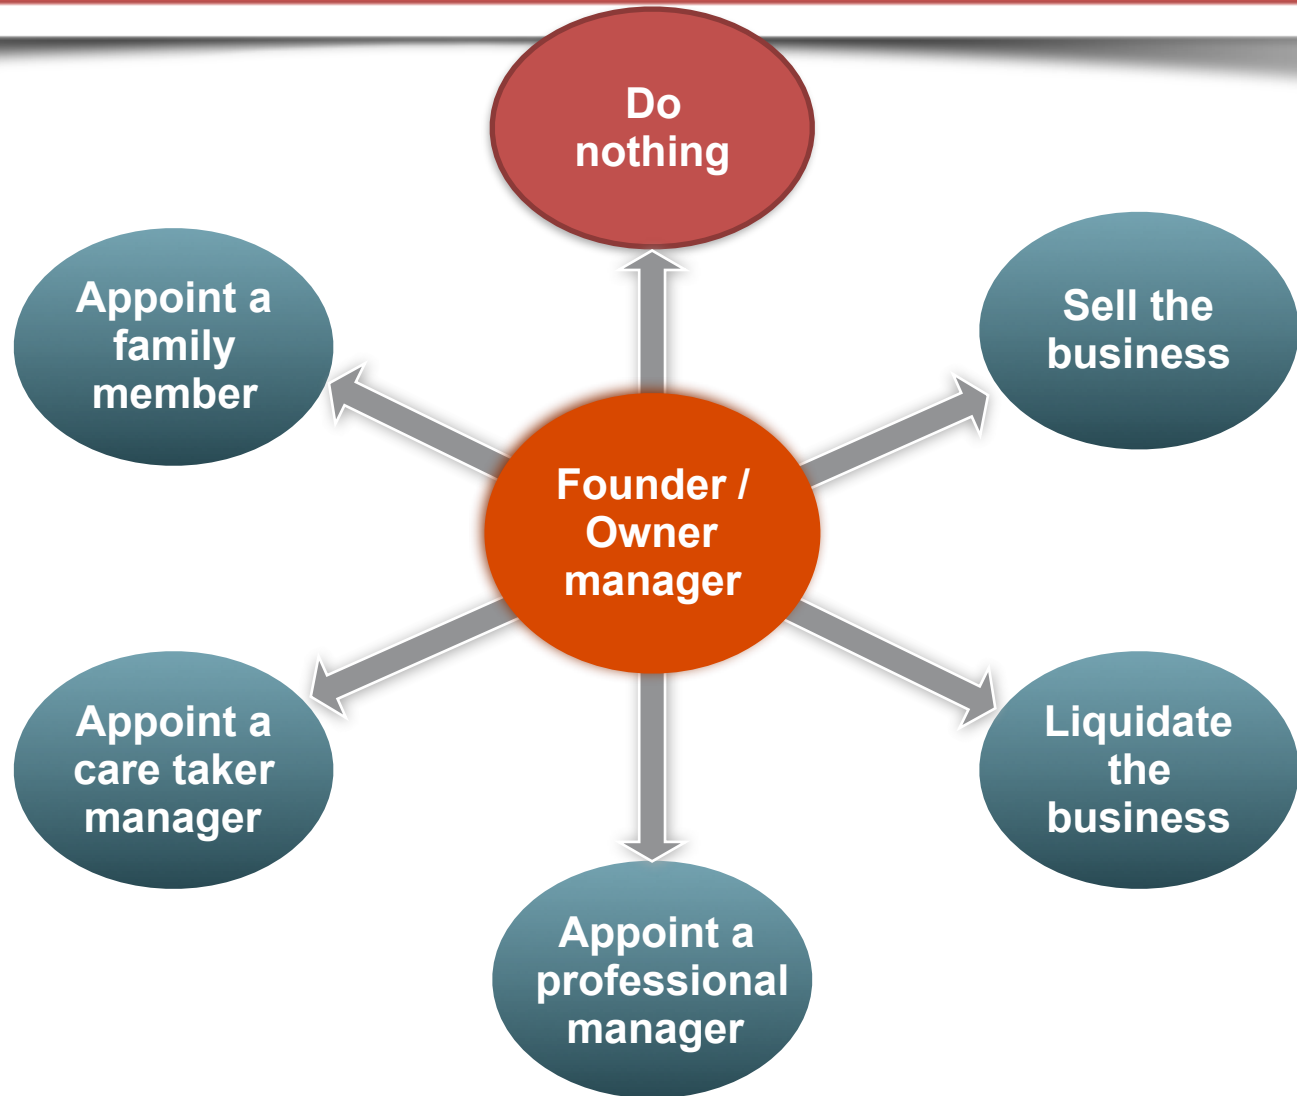 Do
nothing
Appoint a
family
member
Sell the
business
Founder /
Owner
manager
Appoint a
care taker
manager
Liquidate
the
business
Appoint a
professional
manager